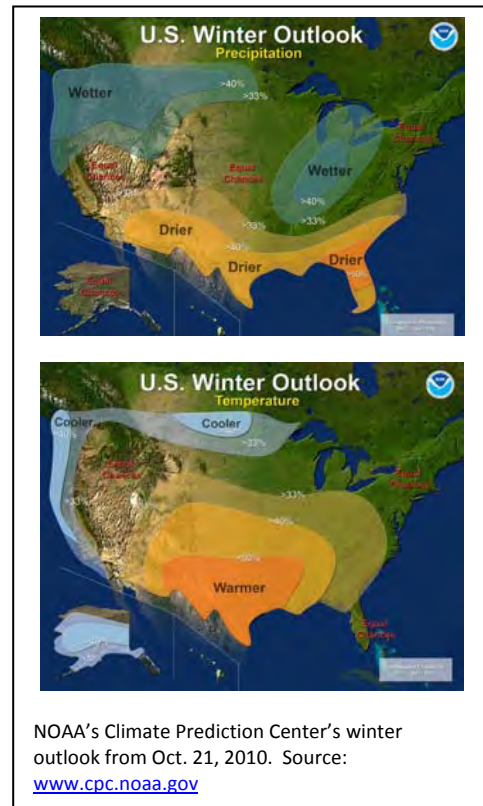 U.S. Winter Outlook
Precipitation
>40%
>33%
Wetter
Equal
Chances
Equal
Chances
Equal
Chances
Wetter
>40%
>33%
>33%
>33%
Drier
>40%
Drier
Drier
>50%
Equal
Chances
U.S. Winter Outlook
Temperature
Cooler
Cooler
>40%
>33%
Equal
Chances
Equal
Chances
>33%
>33%
>40%
>50%
Warmer
Equal
Chances
NOAA’s Climate Prediction Center’s winter
outlook from Oct. 21, 2010. Source:
www.cpc.noaa.gov